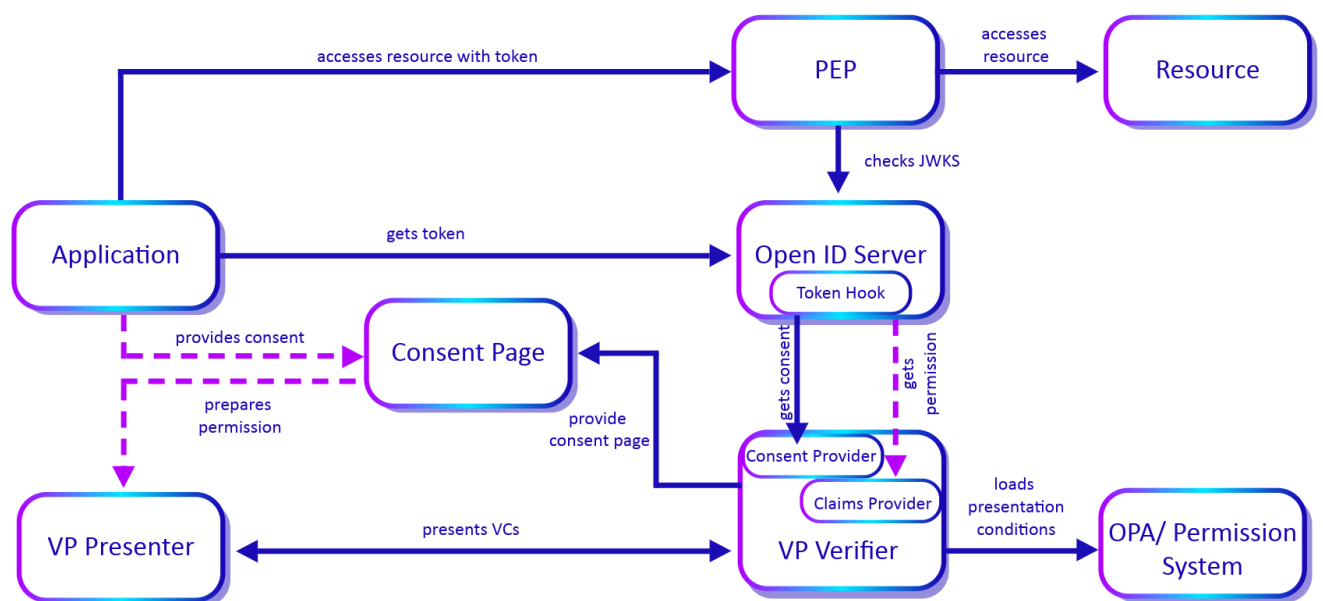 accesses resource with token
PEP
accesses
resource
Resource
checks JWKS
Application
gets token
Open ID Server
Token Hook
provides consent
Consent Page
prepares
permission
gets consent
gets
permission
provide
consent page
Consent Provider
Claims Provider
VP Verifier
loads
presentation
conditions
VP Presenter
presents VCs
OPA/ Permission
System